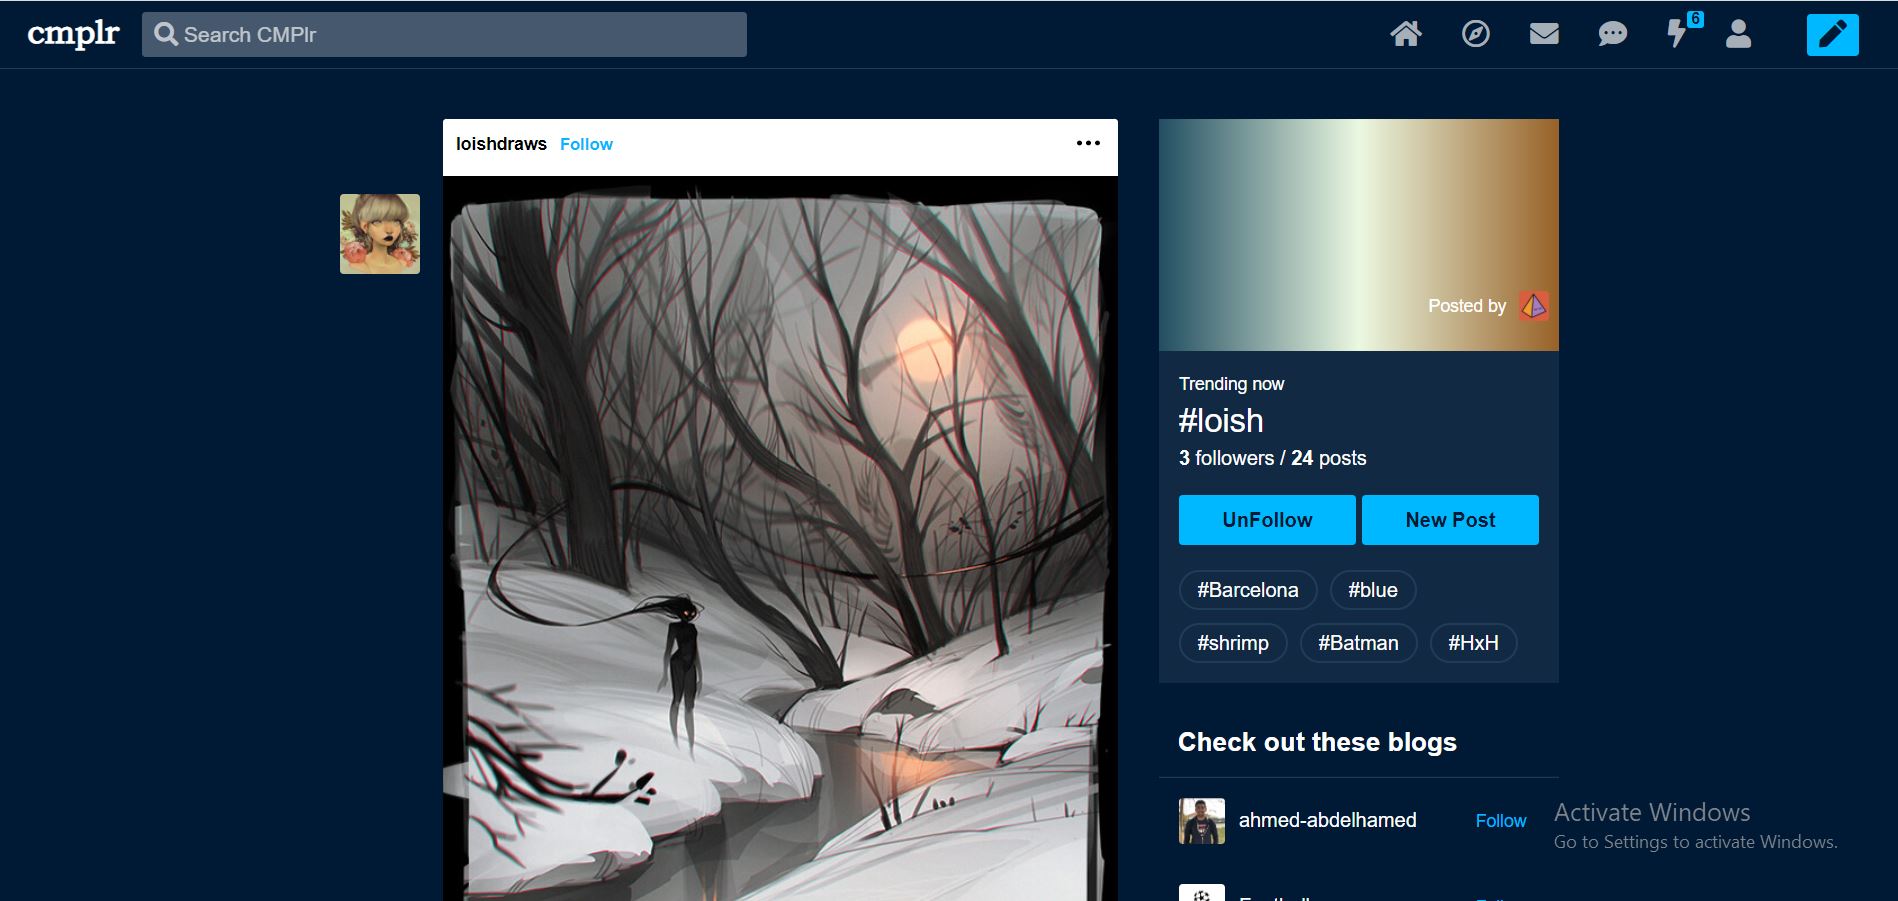 cmplr
Search CMPlr
6
loishdraws Follow
Posted by
Trending now
#loish
3 followers / 24 posts
UnFollow New Post
#Barcelona #blue
#shrimp #Batman #HxH
Check out these blogs
ahmed-abdelhamed Follow
Activate Windows
Go to Settings to activate Windows.